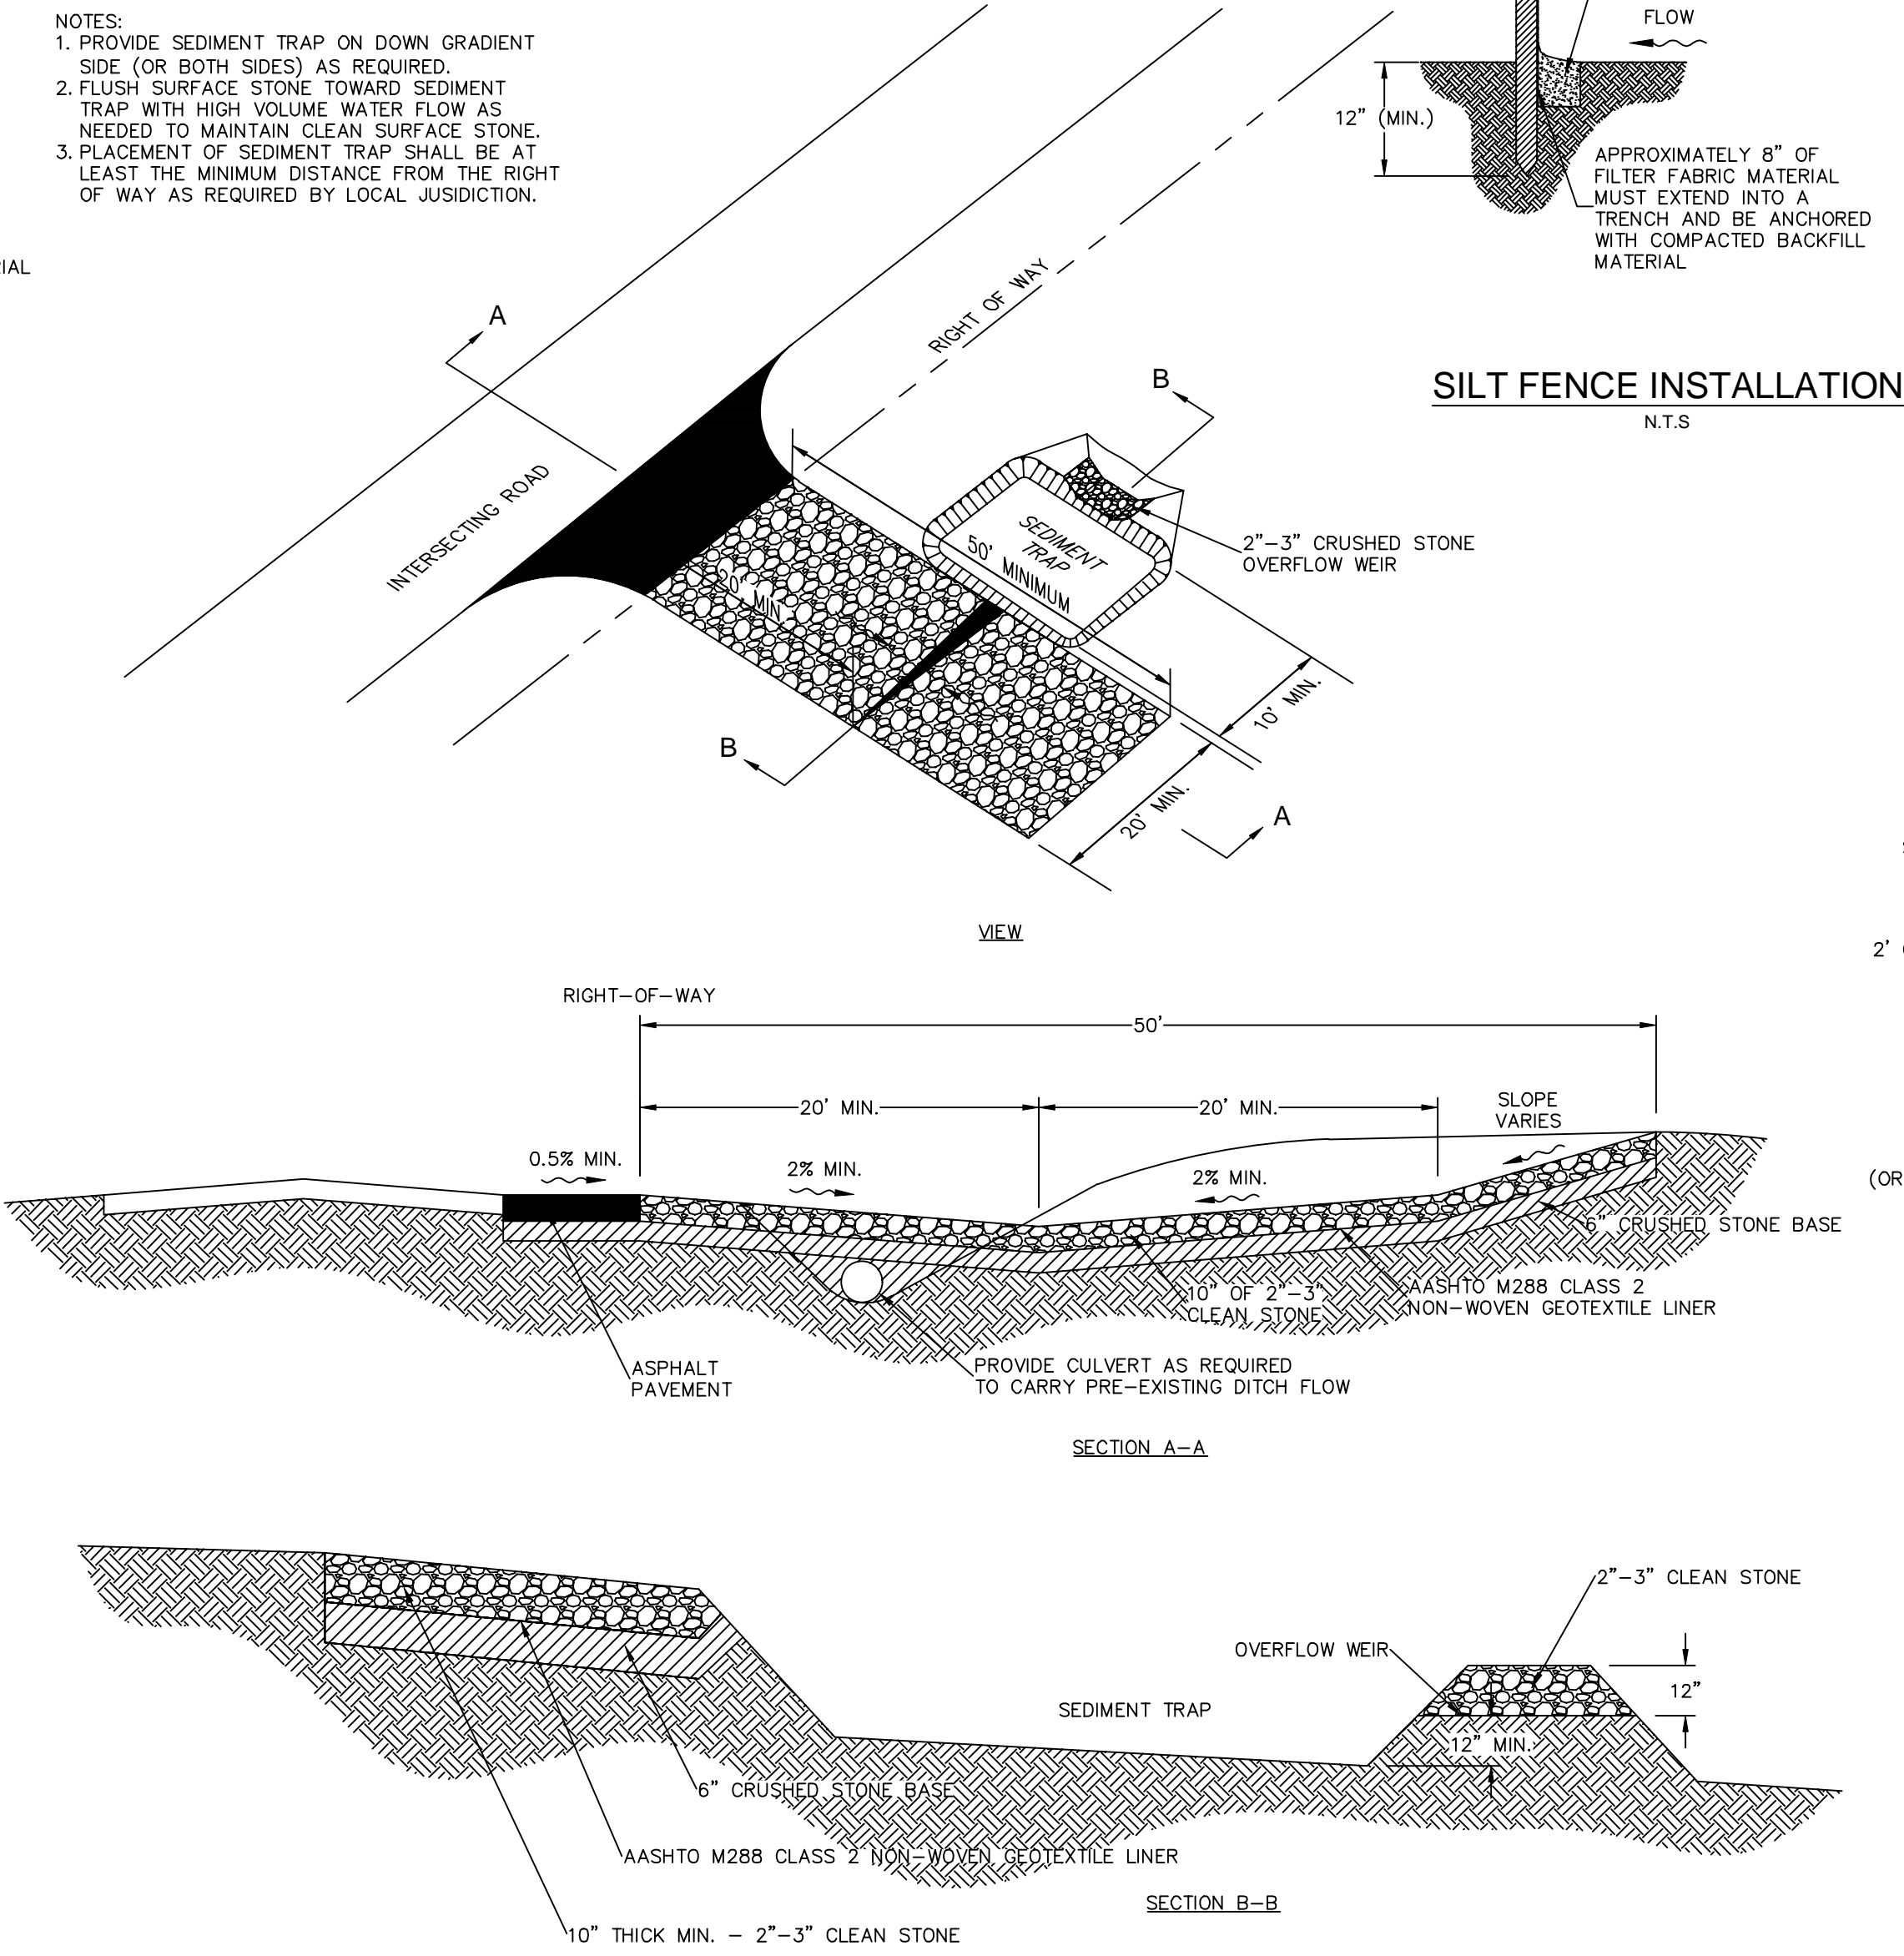 NOTES:
1. PROVIDE SEDIMENT TRAP ON DOWN GRADIENT
SIDE (OR BOTH SIDES) AS REQUIRED.
2. FLUSH SURFACE STONE TOWARD SEDIMENT
TRAP WITH HIGH VOLUME WATER FLOW AS
NEEDED TO MAINTAIN CLEAN SURFACE STONE.
3. PLACEMENT OF SEDIMENT TRAP SHALL BE AT
LEAST THE MINIMUM DISTANCE FROM THE RIGHT
OF WAY AS REQUIRED BY LOCAL JUSIDICTION.
FLOW
12" (MIN.)
APPROXIMATELY 8" OF
FILTER FABRIC MATERIAL
MUST EXTEND INTO A
TRENCH AND BE ANCHORED
WITH COMPACTED BACKFILL
MATERIAL
SILT FENCE INSTALLATION
N.T.S
A
RIGHT OF WAY
B
INTERSECTING ROAD
SEDIMENT
TRAP
50' MINIMUM
2"-3" CRUSHED STONE
OVERFLOW WEIR
20' MIN.
10' MIN.
B
20' MIN.
A
VIEW
2'
RIGHT-OF-WAY
50'
20' MIN.
20' MIN.
SLOPE
VARIES
0.5% MIN.
2% MIN.
2% MIN.
(OR
6" CRUSHED STONE BASE
10" OF 2"-3"
CLEAN STONE
AASHTO M288 CLASS 2
NON-WOVEN GEOTEXTILE LINER
ASPHALT
PAVEMENT
PROVIDE CULVERT AS REQUIRED
TO CARRY PRE-EXISTING DITCH FLOW
SECTION A-A
2"-3" CLEAN STONE
OVERFLOW WEIR
12"
SEDIMENT TRAP
12" MIN.
6" CRUSHED STONE BASE
AASHTO M288 CLASS 2 NON-WOVEN GEOTEXTILE LINER
SECTION B-B
10" THICK MIN. - 2"-3" CLEAN STONE